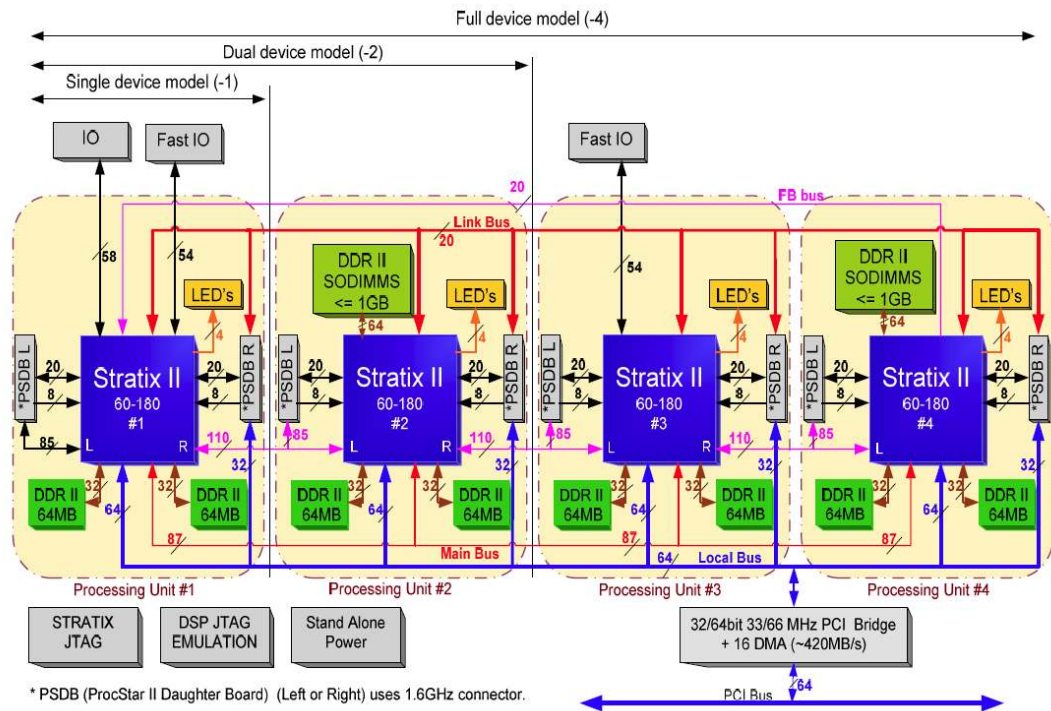 Full device model (-4)
Dual device model (-2)
Single device model (-1)
IO
Fast IO
Fast IO
20
FB bus
Link Bus
20
58
54
54
DDR II
SODIMMS
<= 1GB
DDR II
SODIMMS
<= 1GB
LED's
LED's
LED's
LED's
64
64
4
4
4
4
*PSDB L
20
8
85
Stratix II
60-180
#1
L
R
20
8
*PSDB R
110
32
*PSDB L
20
8
85
Stratix II
60-180
#2
20
8
*PSDB R
110
32
*PSDB L
20
8
85
Stratix II
60-180
#3
L
R
20
8
*PSDB R
110
32
*PSDB L
20
8
85
Stratix II
60-180
#4
L
20
8
*PSDB R
32
DDR II
64MB
32
64
32
DDR II
64MB
DDR II
64MB
32
64
32
DDR II
64MB
DDR II
64MB
32
64
32
DDR II
64MB
DDR II
64MB
32
64
32
DDR II
64MB
87
Main Bus
87
64
Local Bus
87
Processing Unit #1
Processing Unit #2
Processing Unit #3
Processing Unit #4
STRATIX
JTAG
DSP JTAG
EMULATION
Stand Alone
Power
32/64bit 33/66 MHz PCI Bridge
+ 16 DMA (~420MB/s)
64
PCI Bus
* PSDB (ProcStar II Daughter Board) (Left or Right) uses 1.6GHz connector.